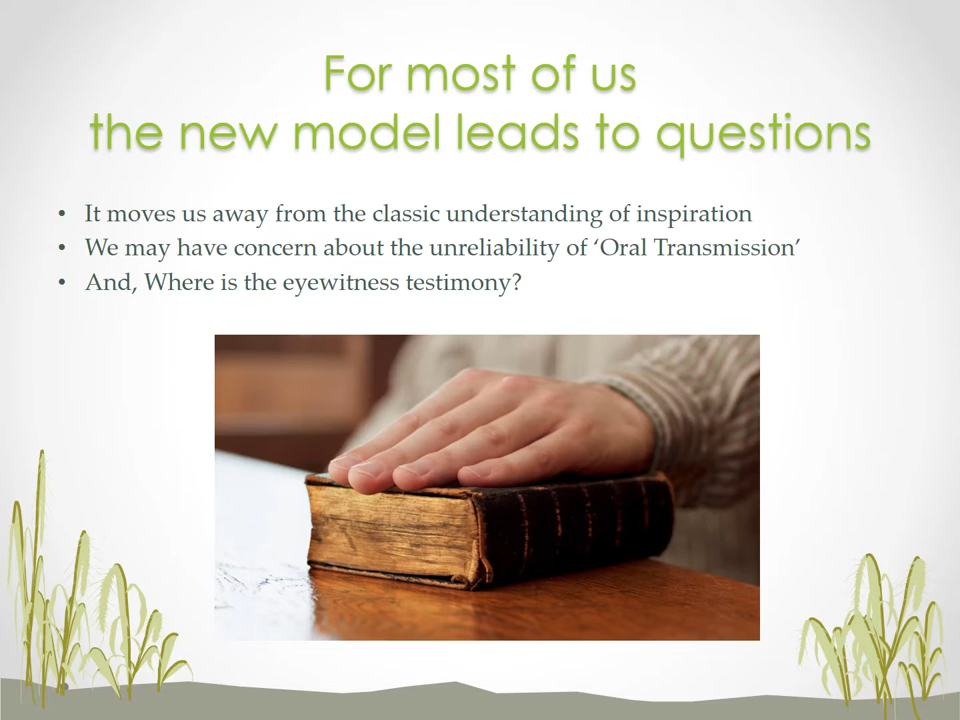 For most of us
the new model leads to questions
• It moves us away from the classic understanding of inspiration
• We may have concern about the unreliability of ‘Oral Transmission’
• And, Where is the eyewitness testimony?